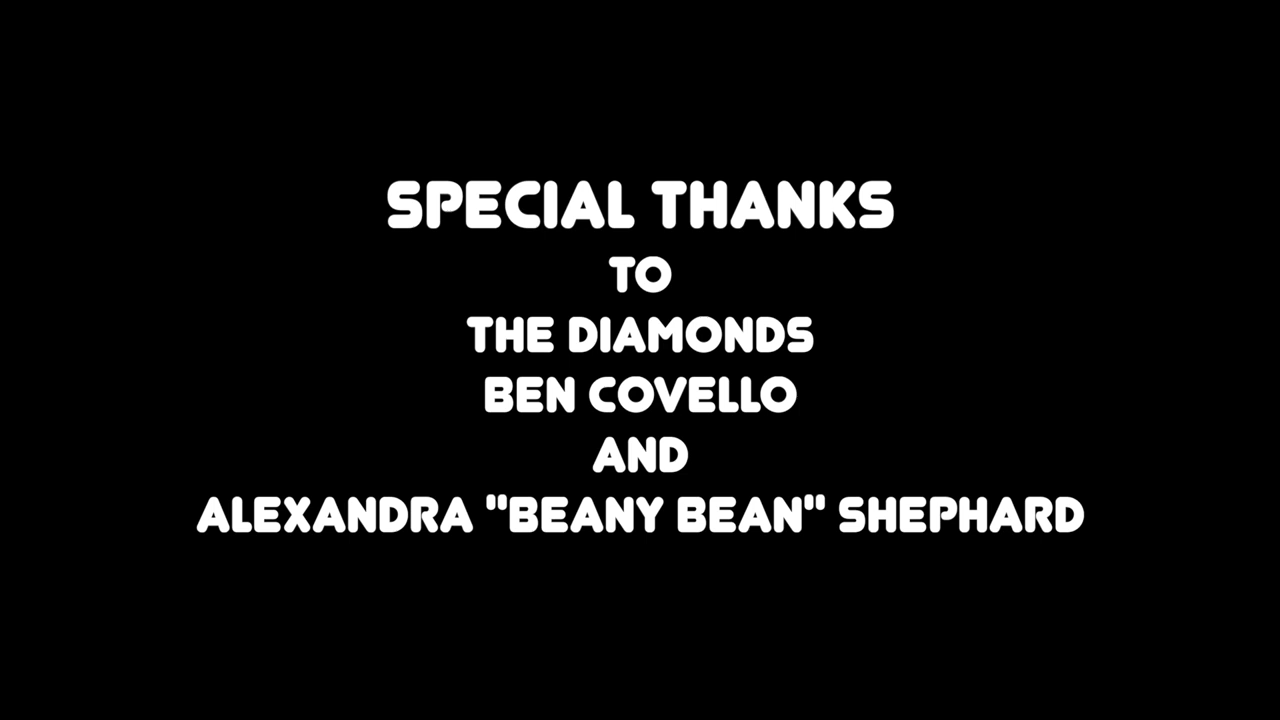 SPECIAL THANKS
TO
THE DIAMONDS
BEN COVELLO
AND
ALEXANDRA "BEANY BEAN" SHEPHARD